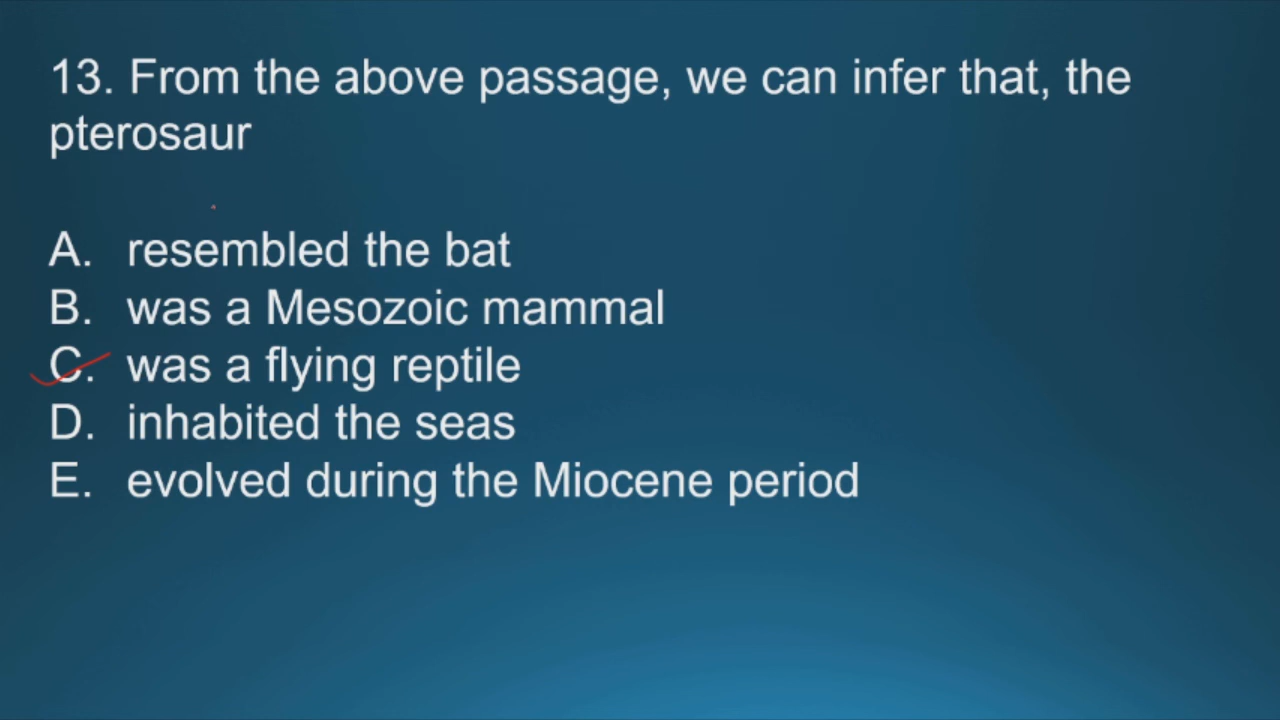 13. From the above passage, we can infer that, the
pterosaur
A. resembled the bat
B. was a Mesozoic mammal
C. was a flying reptile
D. inhabited the seas
E. evolved during the Miocene period